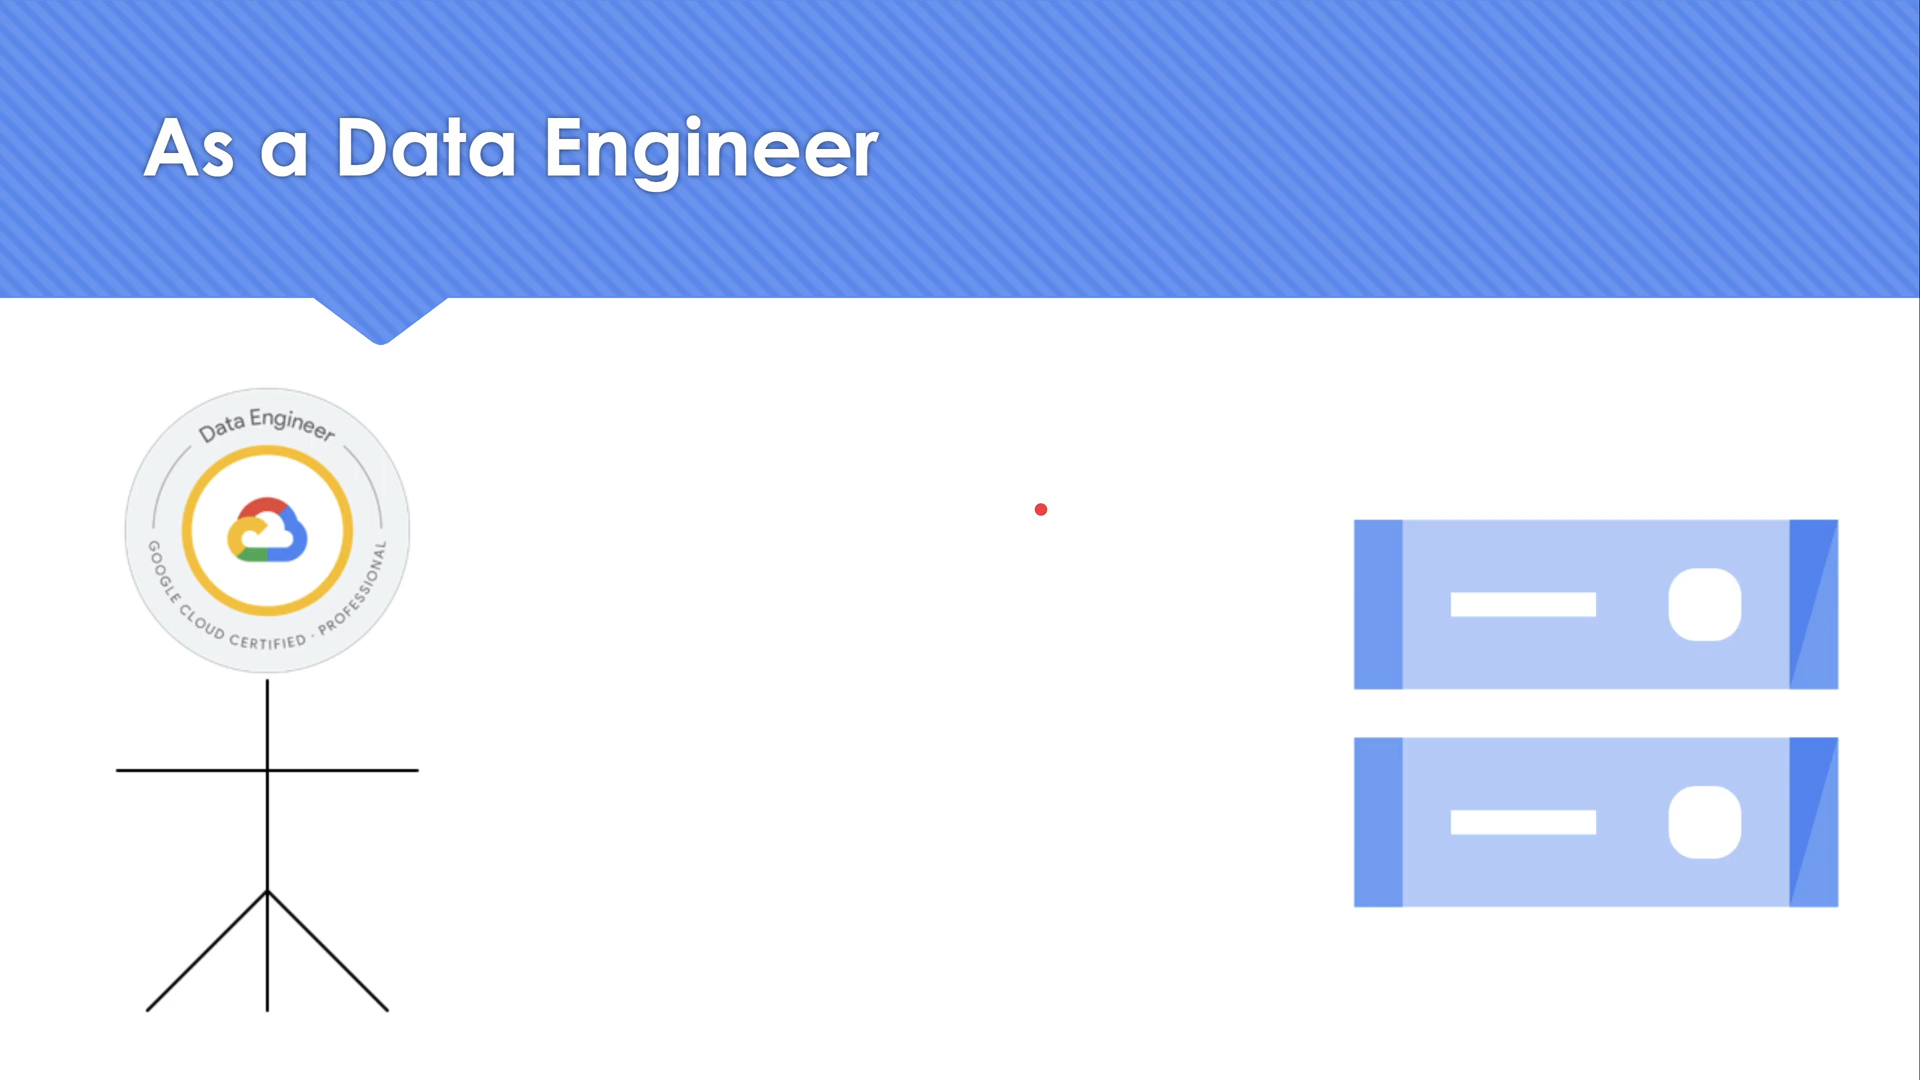 As a Data Engineer
Data Engineer
GOOGLE CLOUD CERTIFIED · PROFESSIONAL